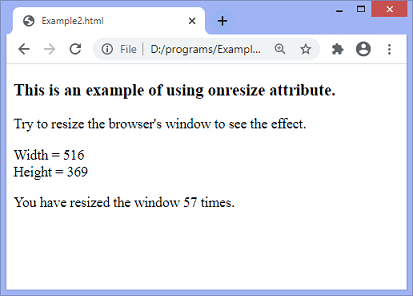 Example2.html
File | D:/programs/Exampl...
This is an example of using onresize attribute.
Try to resize the browser's window to see the effect.
Width = 516
Height = 369
You have resized the window 57 times.